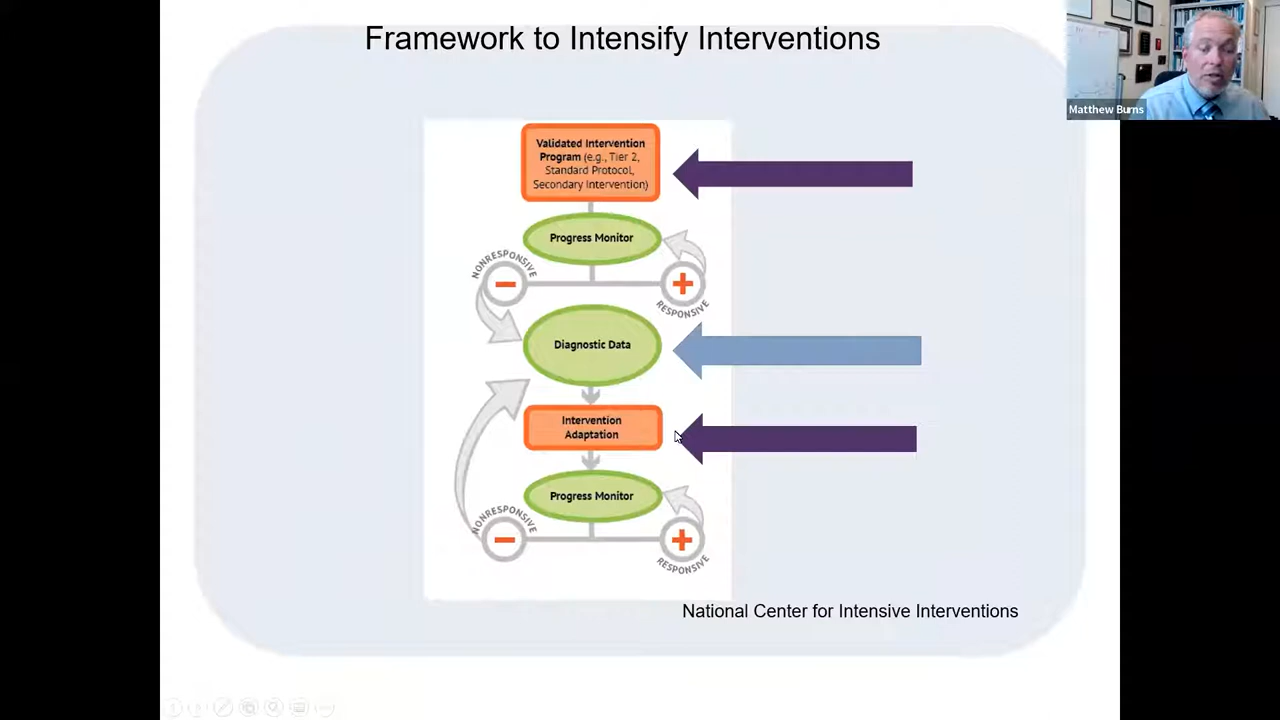 Framework to Intensify Interventions
Matthew Burns
Validated Intervention
Program (e.g., Tier 2,
Standard Protocol,
Secondary Intervention)
Progress Monitor
NONRESPONSIVE
RESPONSIVE
Diagnostic Data
Intervention
Adaptation
Progress Monitor
NONRESPONSIVE
RESPONSIVE
National Center for Intensive Interventions